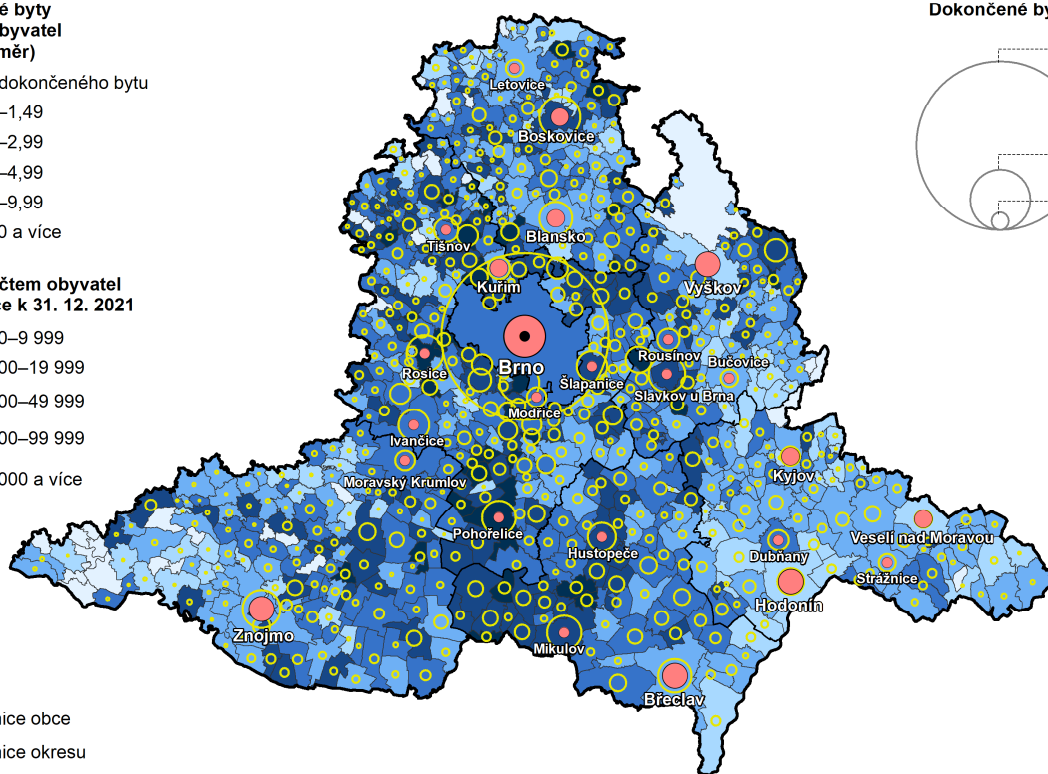 é byty
obyvatel
měr)
dokončeného bytu
–1,49
–2,99
–4,99
–9,99
0 a více
čtem obyvatel
ce k 31. 12. 2021
0–9 999
00–19 999
00–49 999
00–99 999
000 a více
nice obce
nice okresu
Dokončené by
Letovice
Boskovice
Blansko
Tišnov
Kuřim
Vyškov
Brno
Rousínov
Bučovice
Rosice
Šlapanice
Slavkov u Brna
Modřice
Ivančice
Moravský Krumlov
Kyjov
Pohořelice
Hustopeče
Veselí nad Moravou
Dubňany
Strážnice
Hodonín
Znojmo
Mikulov
Břeclav